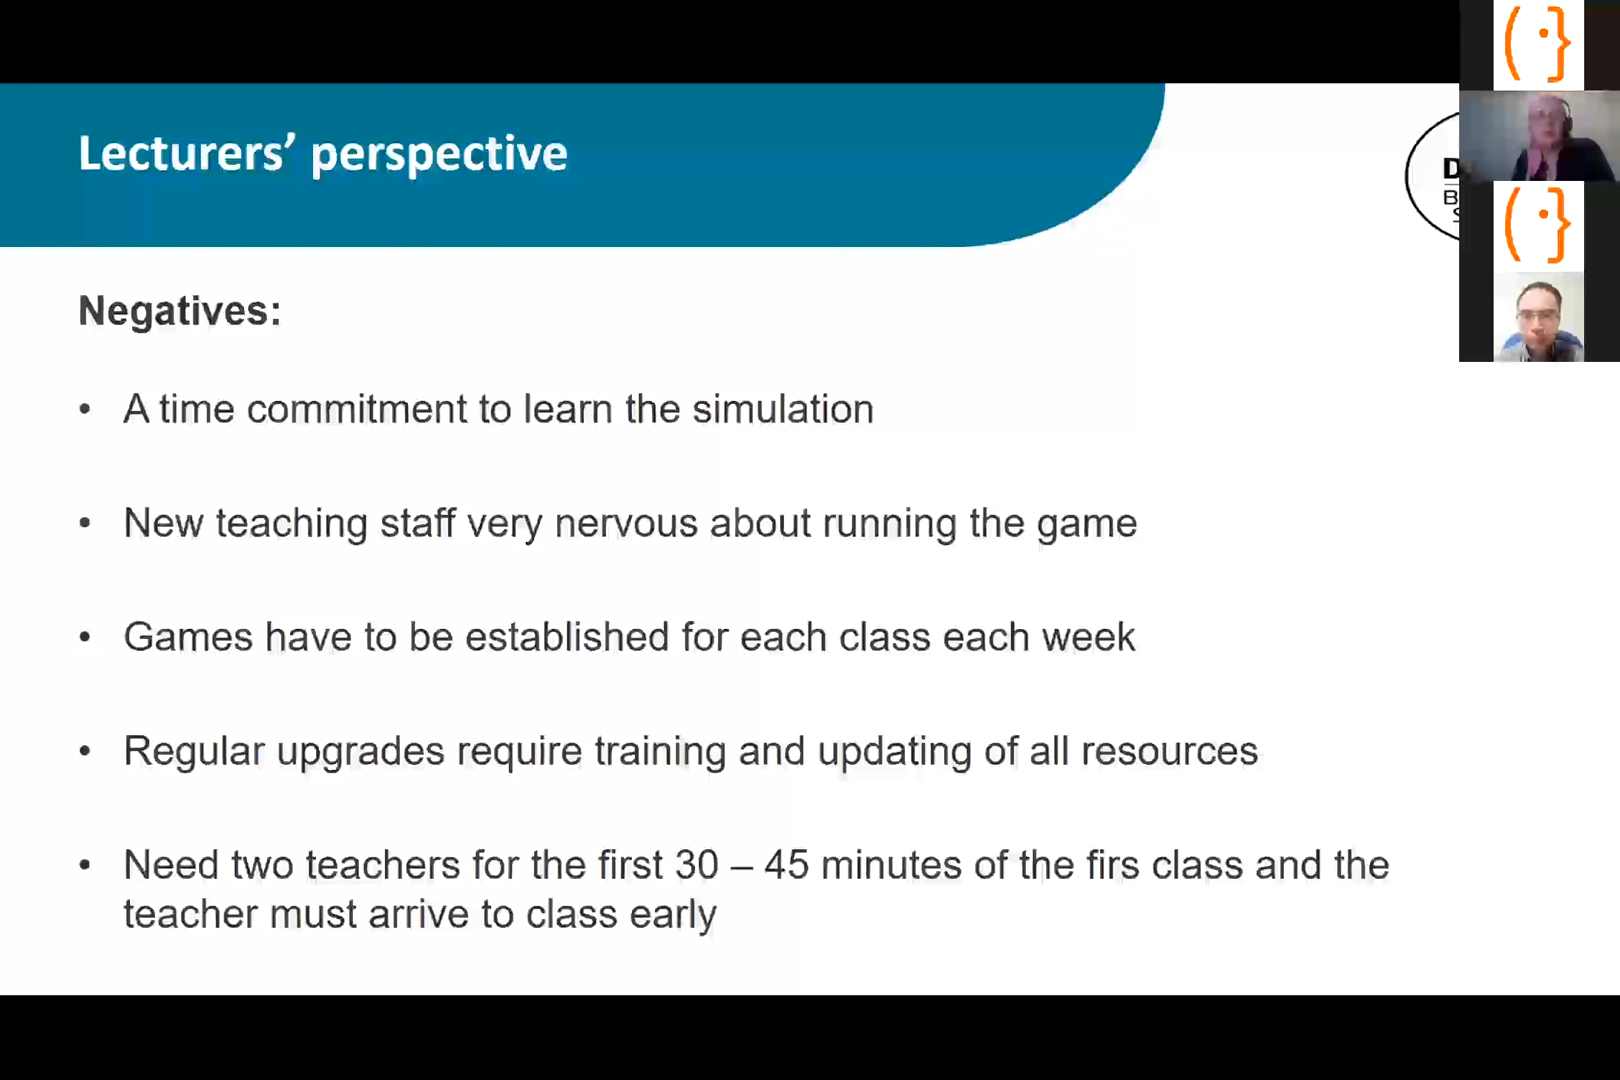 Lecturers’ perspective
Negatives:
• A time commitment to learn the simulation
• New teaching staff very nervous about running the game
• Games have to be established for each class each week
• Regular upgrades require training and updating of all resources
• Need two teachers for the first 30 – 45 minutes of the firs class and the
teacher must arrive to class early